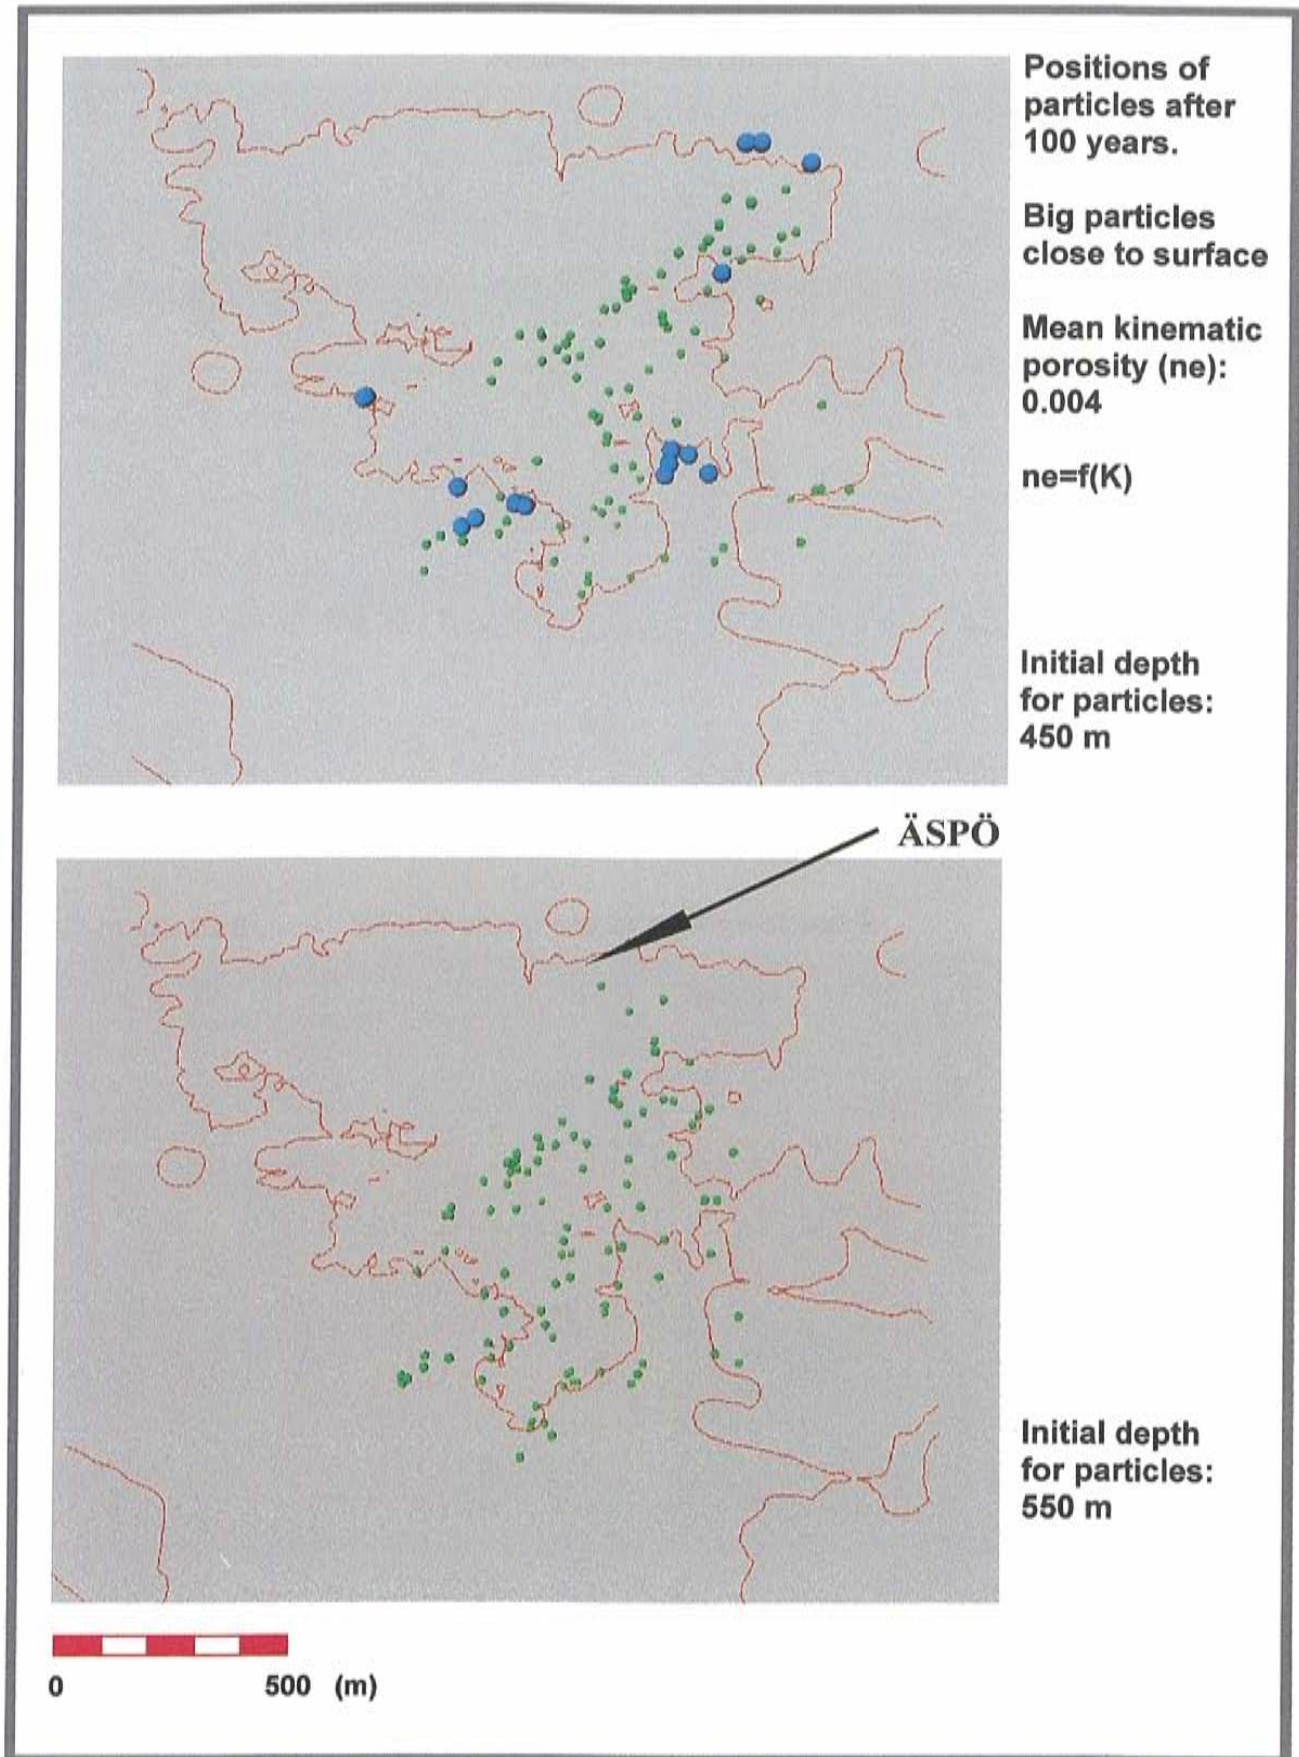 Positions of
particles after
100 years.
Big particles
close to surface
Mean kinematic
porosity (ne):
0.004
ne=f(K)
Initial depth
for particles:
450 m
ÄSPÖ
Initial depth
for particles:
550 m
0 500 (m)